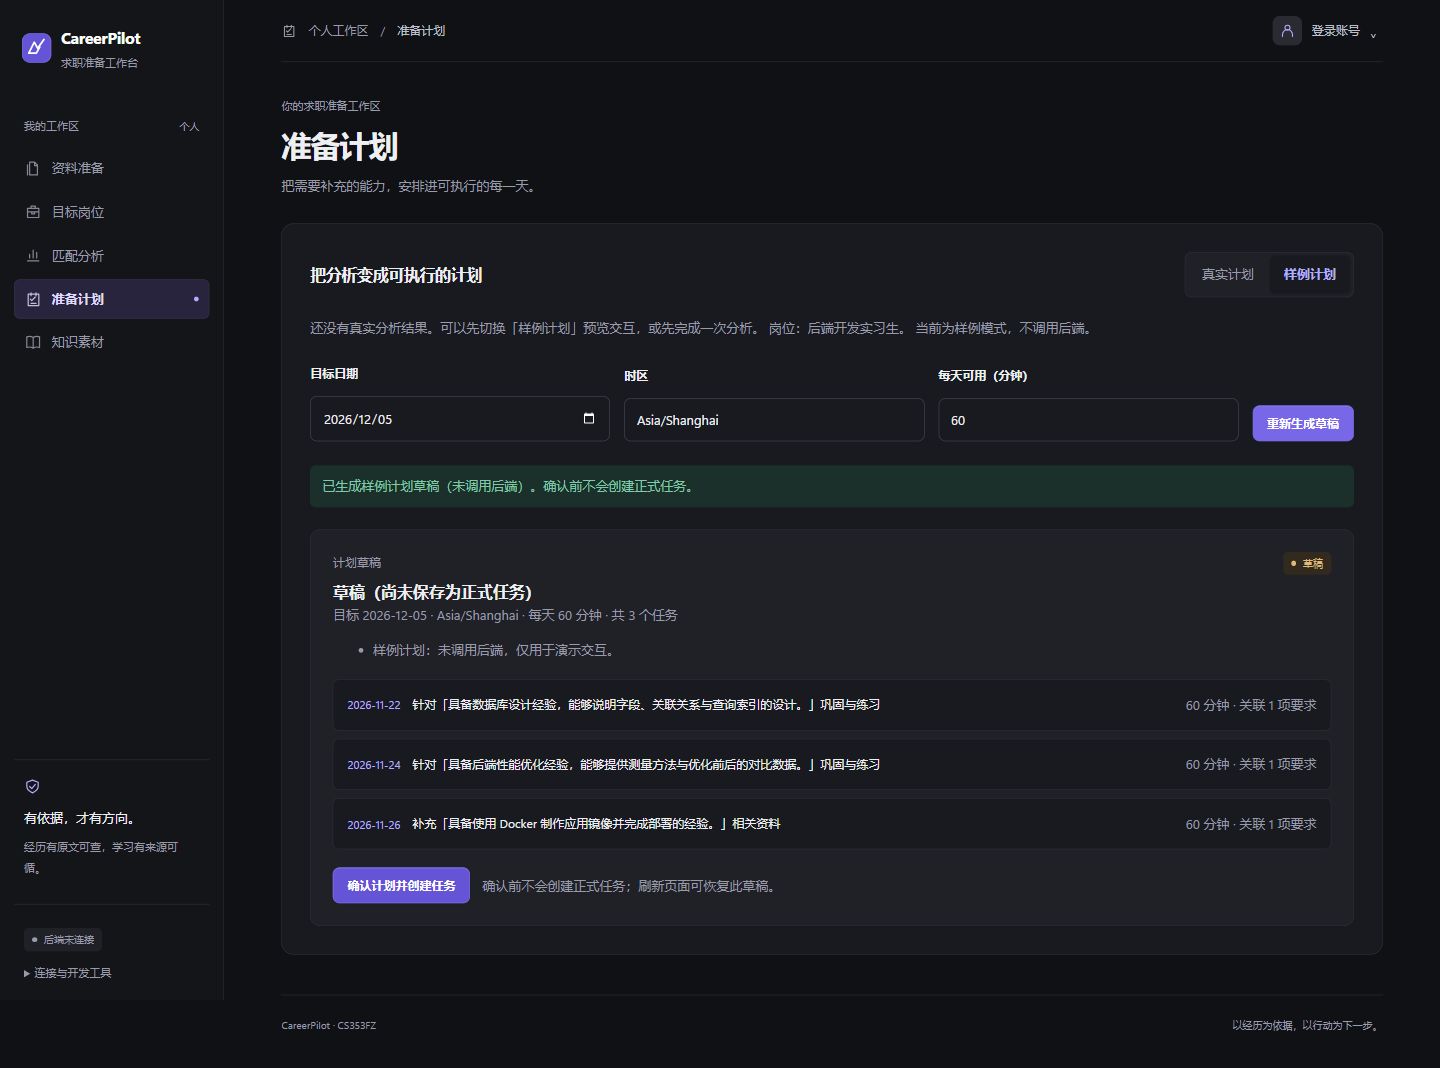 CareerPilot
求职准备工作台
我的工作区 个人
资料准备
目标岗位
匹配分析
准备计划
知识素材
有依据，才有方向。
经历有原文可查，学习有来源可
循。
后端未连接
连接与开发工具
个人工作区 / 准备计划
登录账号
你的求职准备工作区
准备计划
把需要补充的能力，安排进可执行的每一天。
把分析变成可执行的计划
真实计划 样例计划
还没有真实分析结果。可以先切换「样例计划」预览交互，或先完成一次分析。 岗位：后端开发实习生。 当前为样例模式，不调用后端。
目标日期 时区 每天可用（分钟）
2026/12/05 Asia/Shanghai 60 重新生成草稿
已生成样例计划草稿（未调用后端）。确认前不会创建正式任务。
计划草稿 草稿
草稿（尚未保存为正式任务）
目标 2026-12-05 · Asia/Shanghai · 每天 60 分钟 · 共 3 个任务
样例计划：未调用后端，仅用于演示交互。
2026-11-22 针对「具备数据库设计经验，能够说明字段、关联关系与查询索引的设计。」巩固与练习 60 分钟 · 关联 1 项要求
2026-11-24 针对「具备后端性能优化经验，能够提供测量方法与优化前后的对比数据。」巩固与练习 60 分钟 · 关联 1 项要求
2026-11-26 补充「具备使用 Docker 制作应用镜像并完成部署的经验。」相关资料 60 分钟 · 关联 1 项要求
确认计划并创建任务 确认前不会创建正式任务；刷新页面可恢复此草稿。
CareerPilot · CS353FZ 以经历为依据，以行动为下一步。